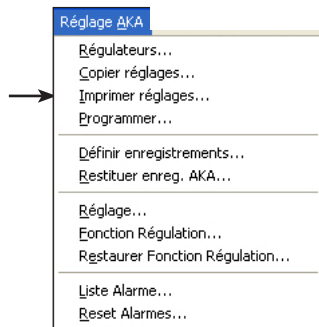 Réglage AKA
Régulateurs...
Copier réglages...
Imprimer réglages...
Programmer...
Définir enregistrements...
Restituer enreg. AKA...
Réglage...
Fonction Régulation...
Restaurer Fonction Régulation...
Liste Alarme...
Reset Alarmes...